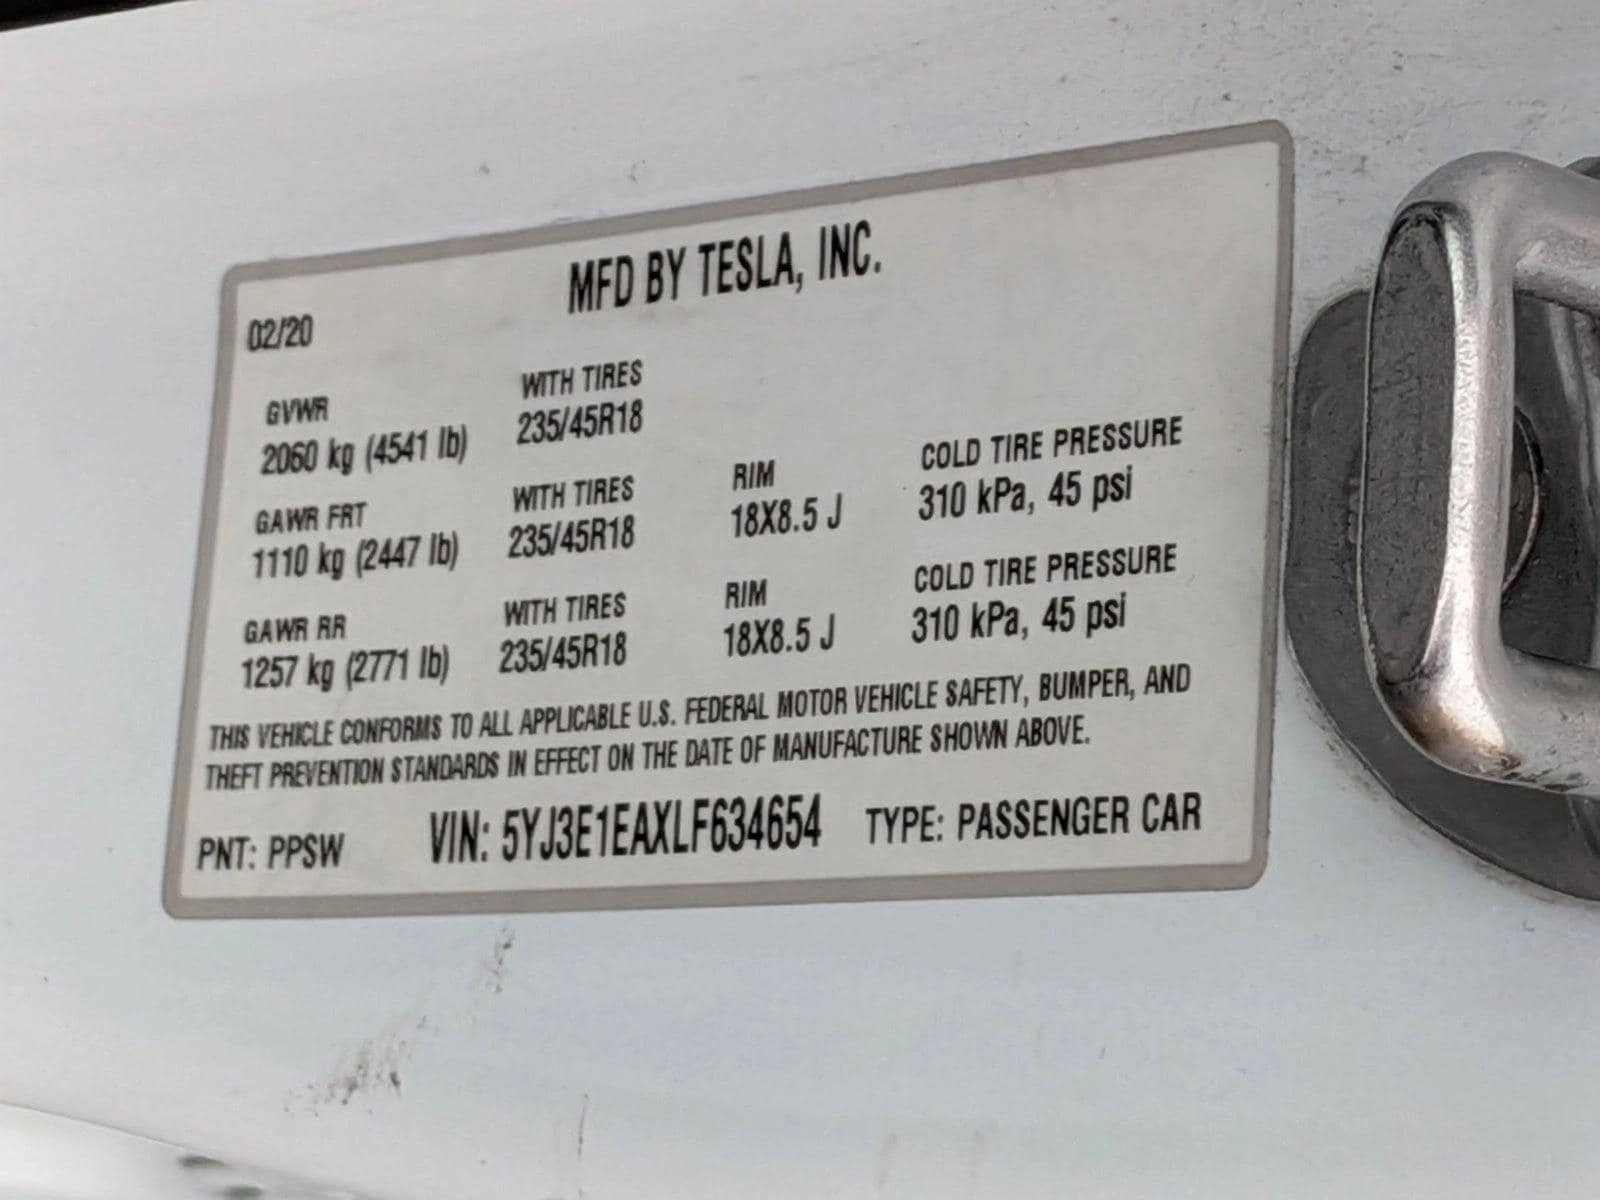 MFD BY TESLA, INC.
02/20
GVWR WITH TIRES
2060 kg (4541 lb) 235/45R18
GAWR FRT WITH TIRES RIM COLD TIRE PRESSURE
1110 kg (2447 lb) 235/45R18 18X8.5 J 310 kPa, 45 psi
GAWR RR WITH TIRES RIM COLD TIRE PRESSURE
1257 kg (2771 lb) 235/45R18 18X8.5 J 310 kPa, 45 psi
THIS VEHICLE CONFORMS TO ALL APPLICABLE U.S. FEDERAL MOTOR VEHICLE SAFETY, BUMPER, AND
THEFT PREVENTION STANDARDS IN EFFECT ON THE DATE OF MANUFACTURE SHOWN ABOVE.
PNT: PPSW VIN: 5YJ3E1EAXLF634654 TYPE: PASSENGER CAR